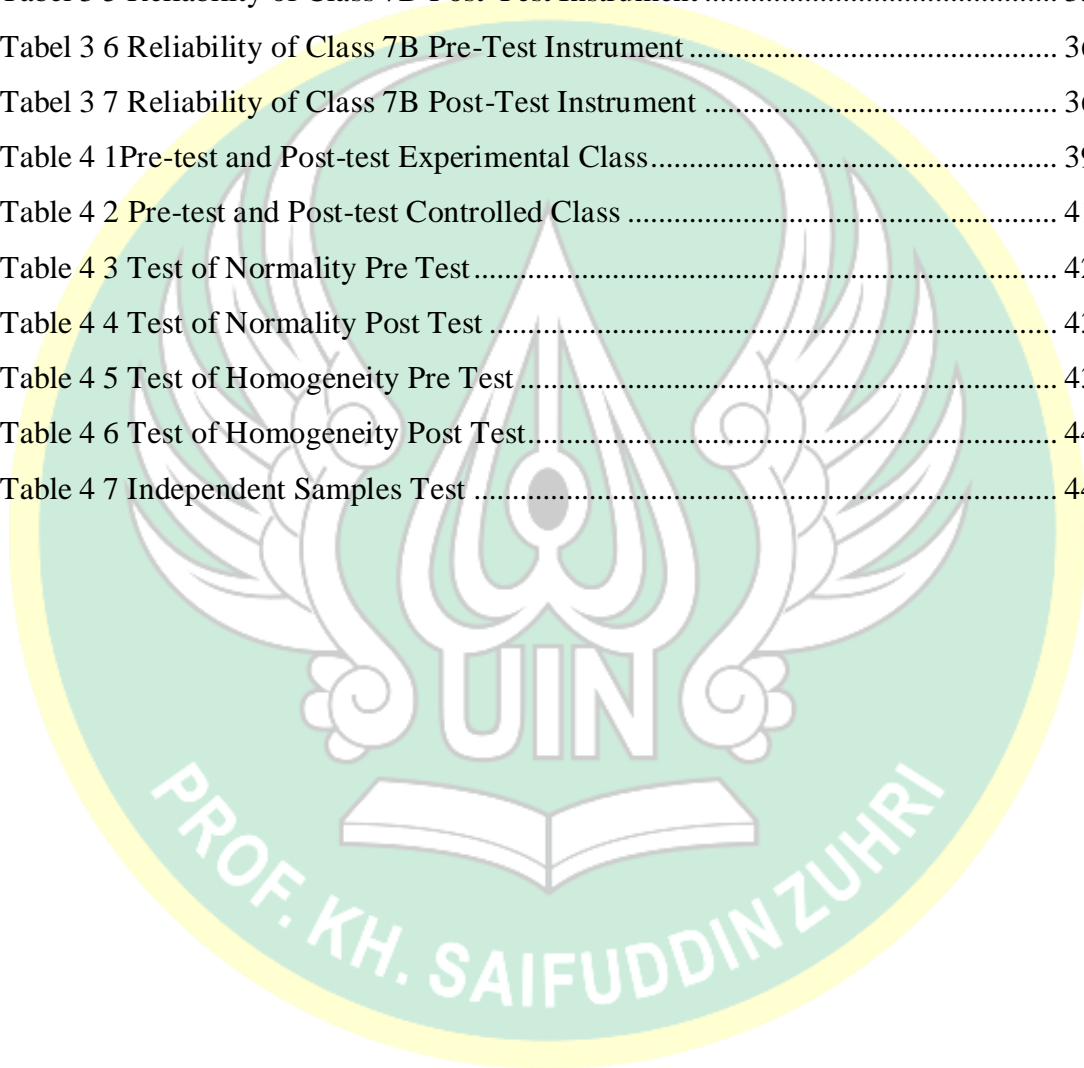 Tabel 3 6 Reliability of Class 7B Pre-Test Instrument
Tabel 3 7 Reliability of Class 7B Post-Test Instrument
Table 4 1Pre-test and Post-test Experimental Class
Table 4 2 Pre-test and Post-test Controlled Class
Table 4 3 Test of Normality Pre Test
Table 4 4 Test of Normality Post Test
Table 4 5 Test of Homogeneity Pre Test
Table 4 6 Test of Homogeneity Post Test
Table 4 7 Independent Samples Test
UIN
PROF. KH. SAIFUDDIN ZUHRI